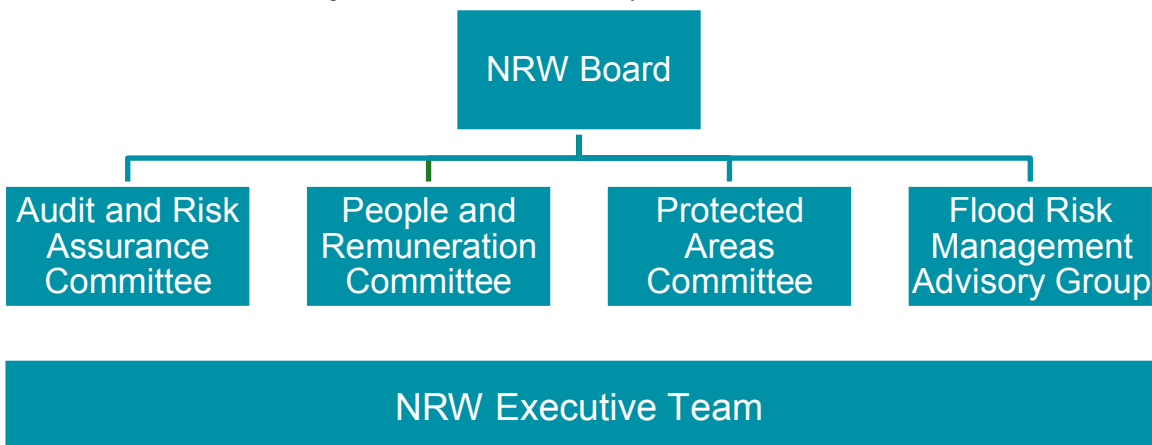 NRW Board
Audit and Risk
Assurance
Committee
People and
Remuneration
Committee
Protected
Areas
Committee
Flood Risk
Management
Advisory Group
NRW Executive Team